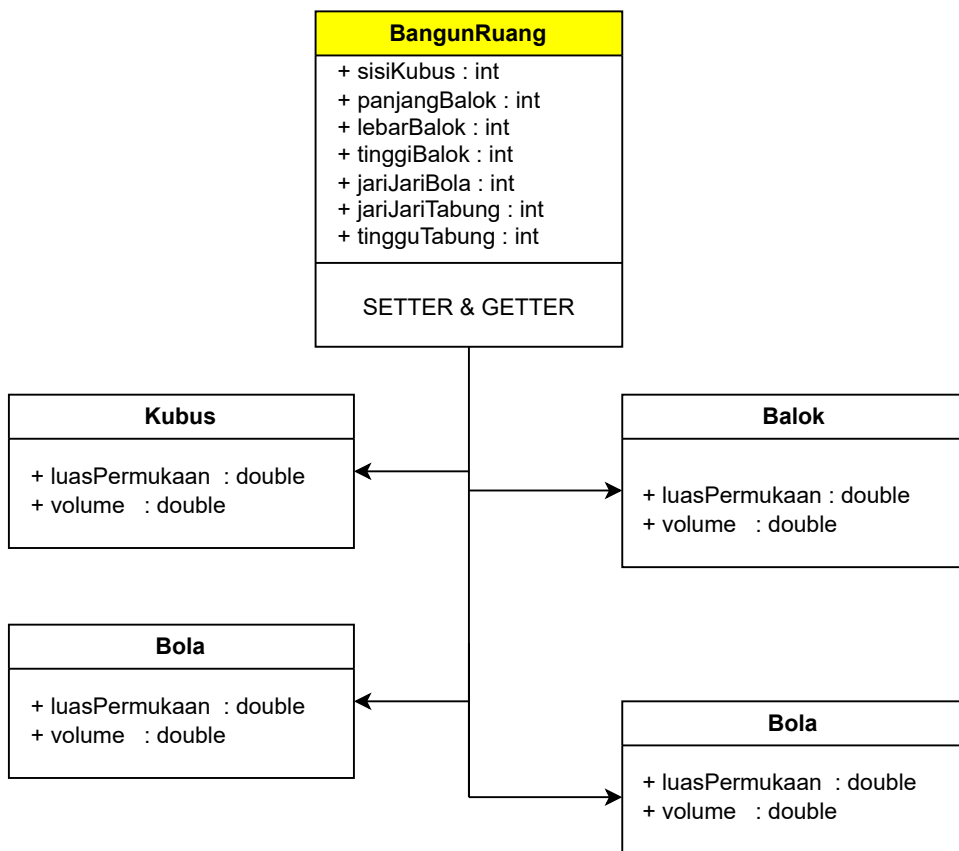 BangunRuang
+ sisiKubus : int
+ panjangBalok : int
+ lebarBalok : int
+ tinggiBalok : int
+ jariJariBola : int
+ jariJariTabung : int
+ tingguTabung : int
SETTER & GETTER
Kubus
+ luasPermukaan : double
+ volume : double
Balok
+ luasPermukaan : double
+ volume : double
Bola
+ luasPermukaan : double
+ volume : double
Bola
+ luasPermukaan : double
+ volume : double